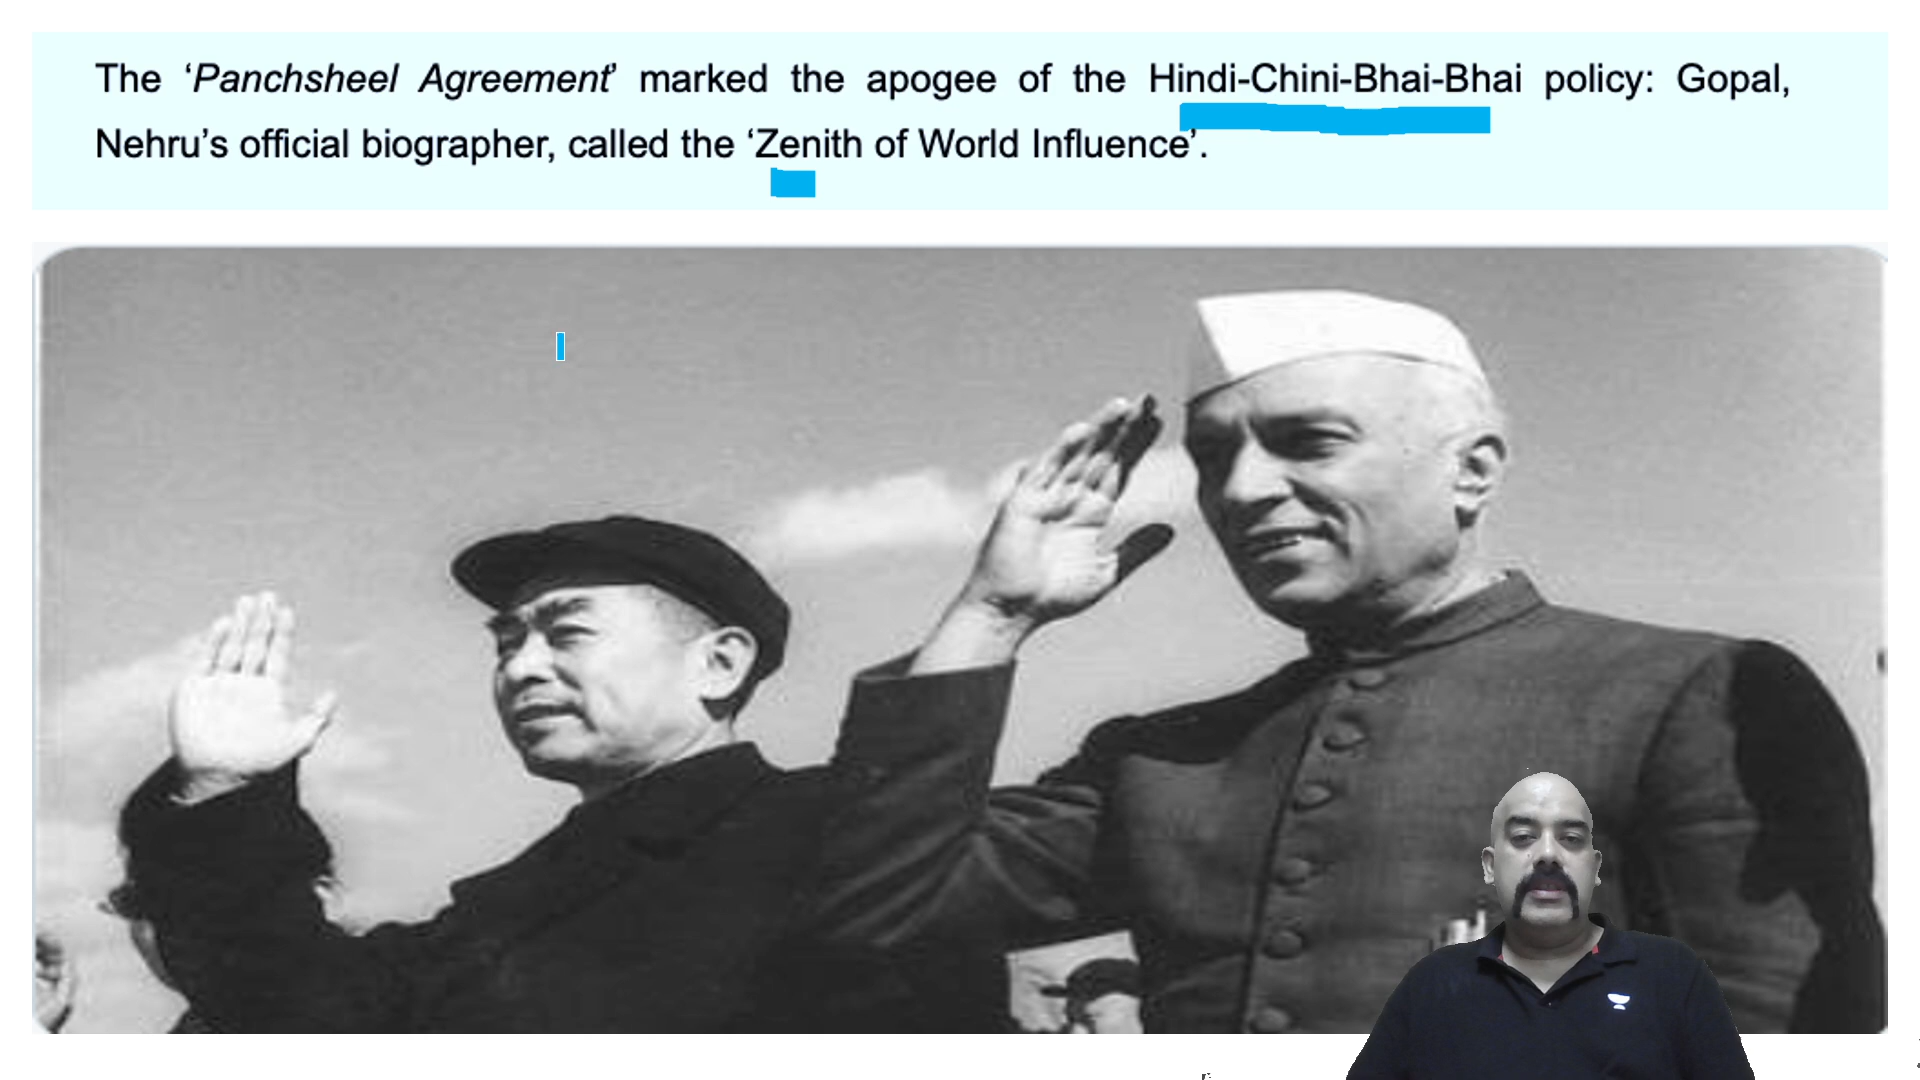 The ‘Panchsheel Agreement’ marked the apogee of the Hindi-Chini-Bhai-Bhai policy: Gopal,
Nehru’s official biographer, called the ‘Zenith of World Influence’.